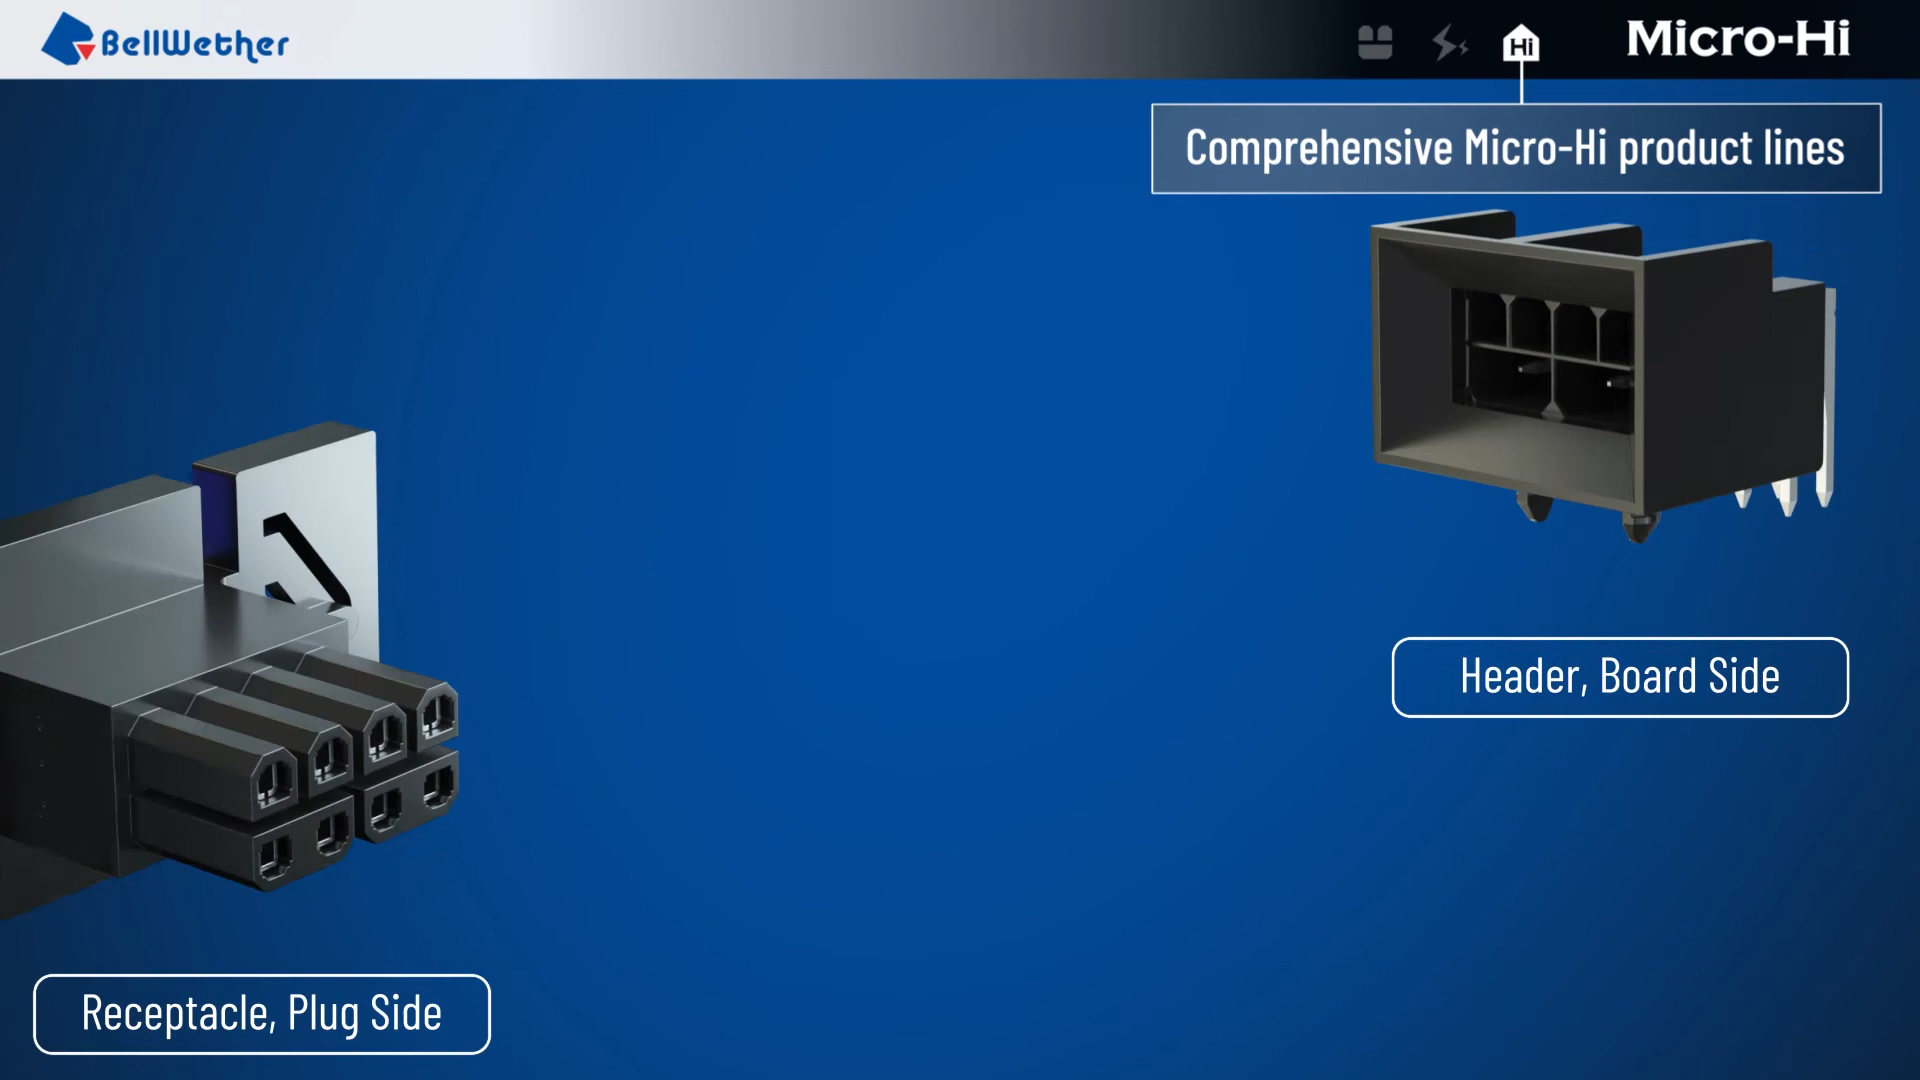 BellWether
Hi
Micro-Hi
Comprehensive Micro-Hi product lines
Header, Board Side
Receptacle, Plug Side